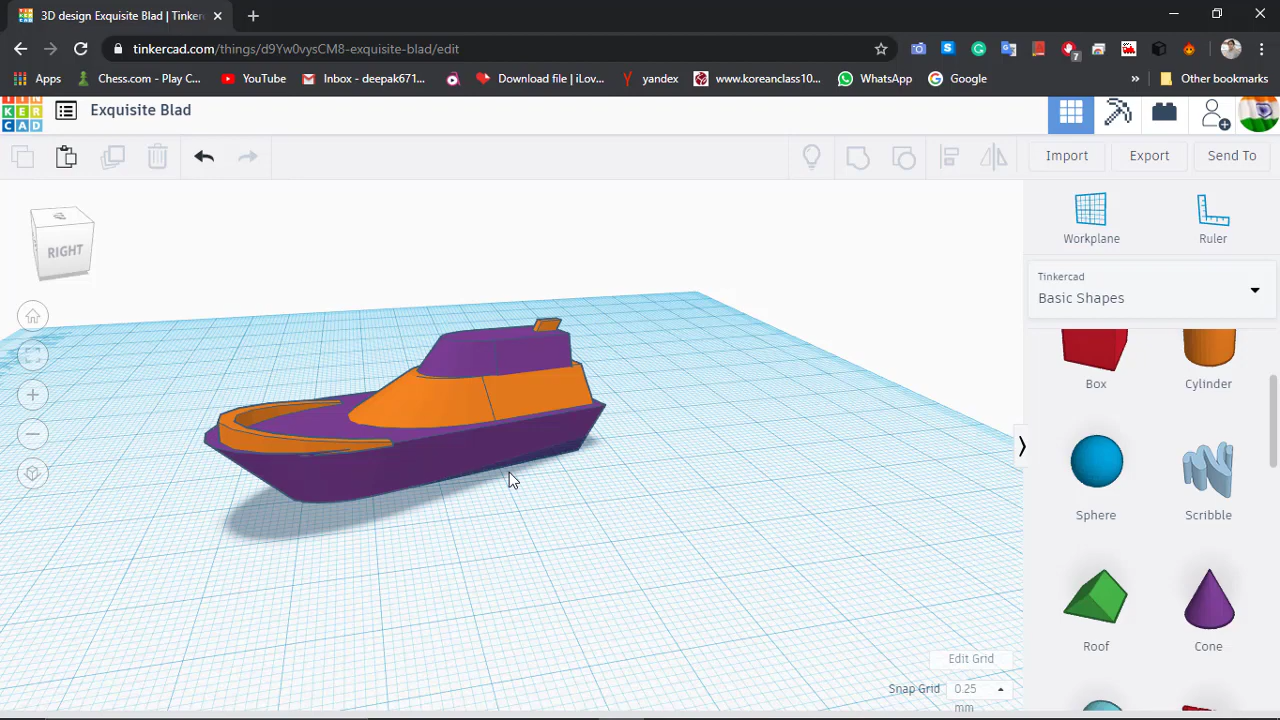 3D design Exquisite Blad | Tinker
tinkercad.com/things/d9Yw0vysCM8-exquisite-blad/edit
7
Apps
Chess.com - Play C...
YouTube
Inbox - deepak671...
Download file | iLov...
yandex
www.koreanclass10...
WhatsApp
Google
»
Other bookmarks
TIN
KER
CAD
Exquisite Blad
Import
Export
Send To
RIGHT
Workplane
Ruler
Tinkercad
Basic Shapes
Box
Cylinder
Sphere
Scribble
Roof
Cone
Edit Grid
Snap Grid 0.25
mm